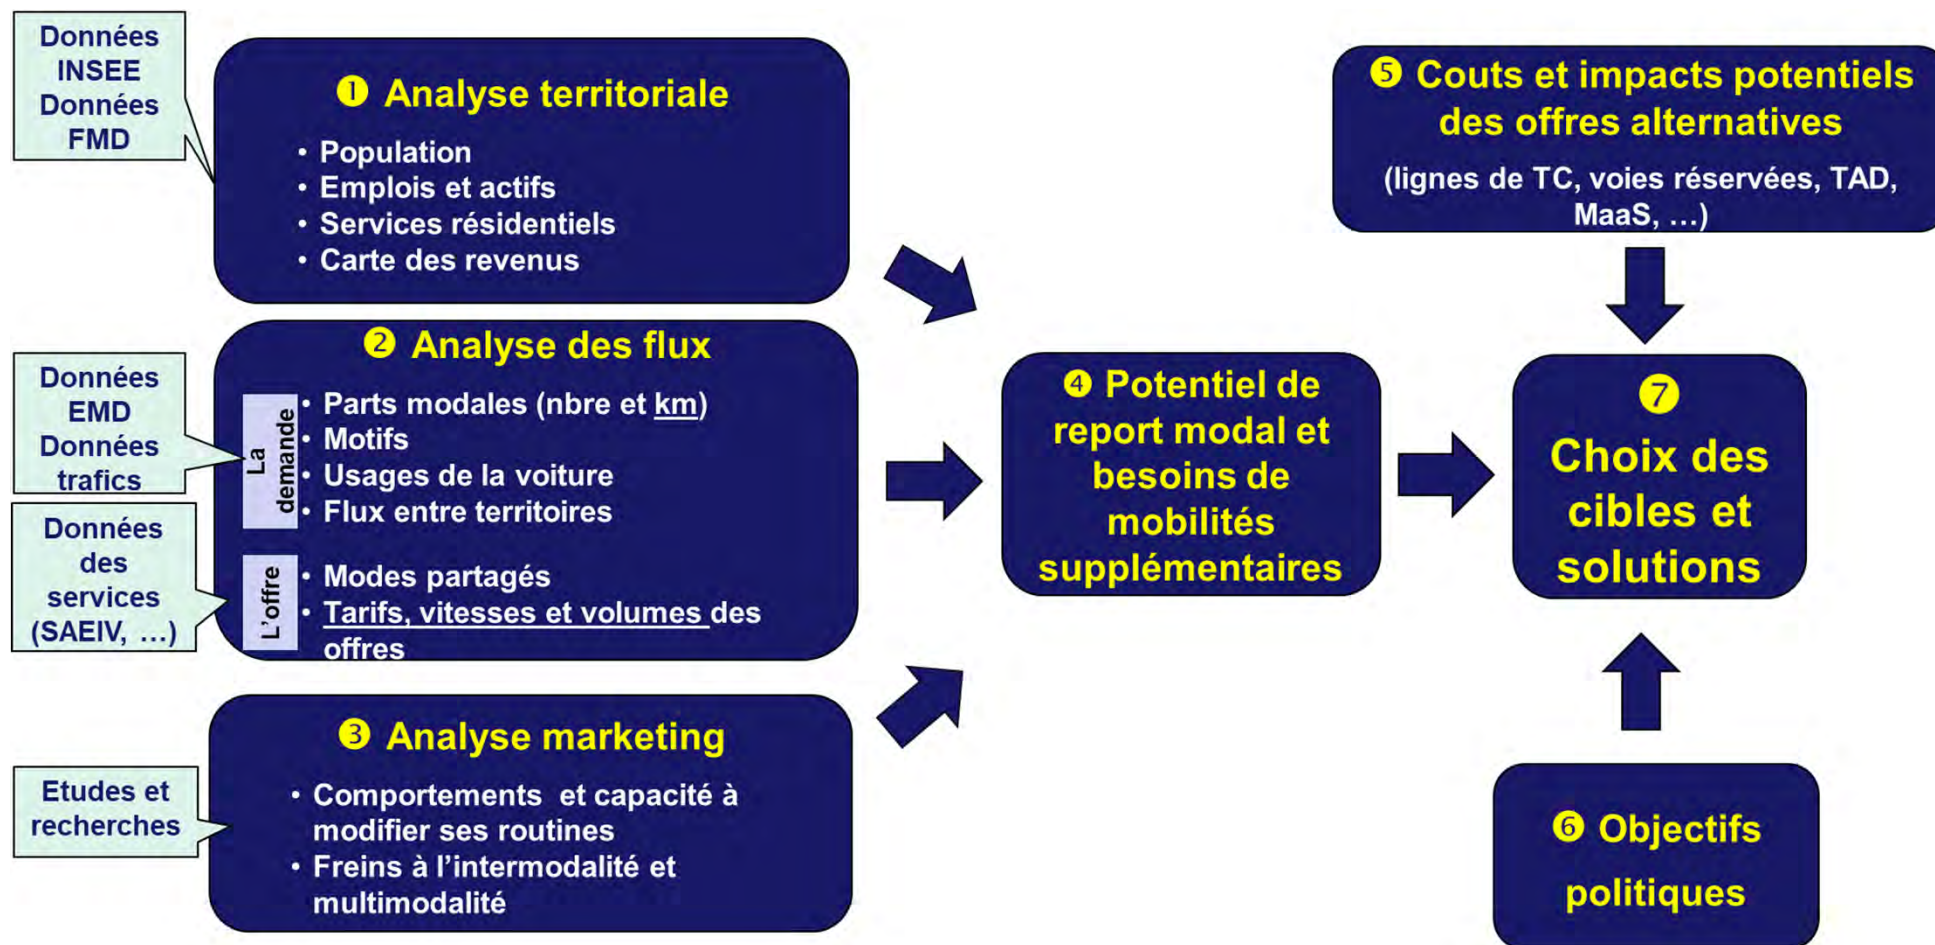 Données
INSEE
Données
FMD
❶ Analyse territoriale
• Population
• Emplois et actifs
• Services résidentiels
• Carte des revenus
Données
EMD
Données
trafics
Données
des
services
(SAEIV, …)
❷ Analyse des flux
La
demande
• Parts modales (nbre et km)
• Motifs
• Usages de la voiture
• Flux entre territoires
L'offre
• Modes partagés
• Tarifs, vitesses et volumes des
offres
Etudes et
recherches
❸ Analyse marketing
• Comportements et capacité à
modifier ses routines
• Freins à l'intermodalité et
multimodalité
❹ Potentiel de
report modal et
besoins de
mobilités
supplémentaires
❺ Couts et impacts potentiels
des offres alternatives
(lignes de TC, voies réservées, TAD,
MaaS, …)
❼
Choix des
cibles et
solutions
❻ Objectifs
politiques